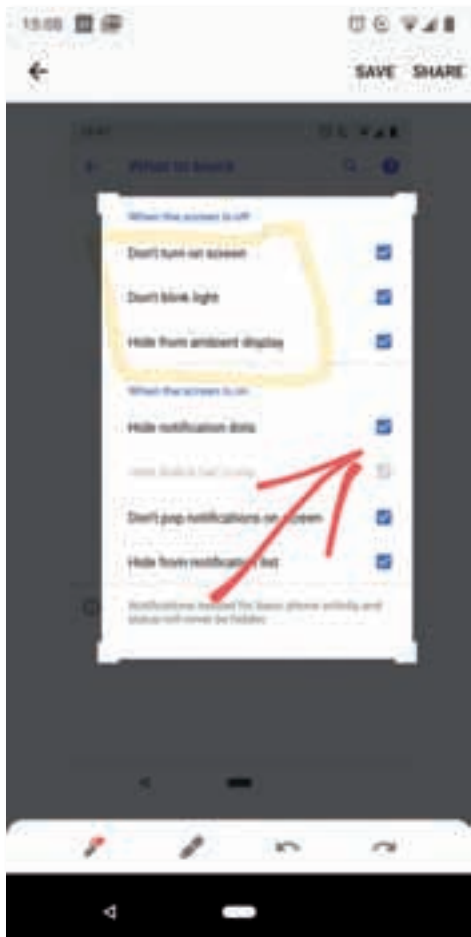 15:05
SAVE SHARE
What to block
When the screen is off
Don't turn on screen
Don't blink light
Hide from ambient display
When the screen is on
Hide notification dots
Don't pop notifications on screen
Hide from notification list
Notifications needed for basic phone activity and
status will never be hidden